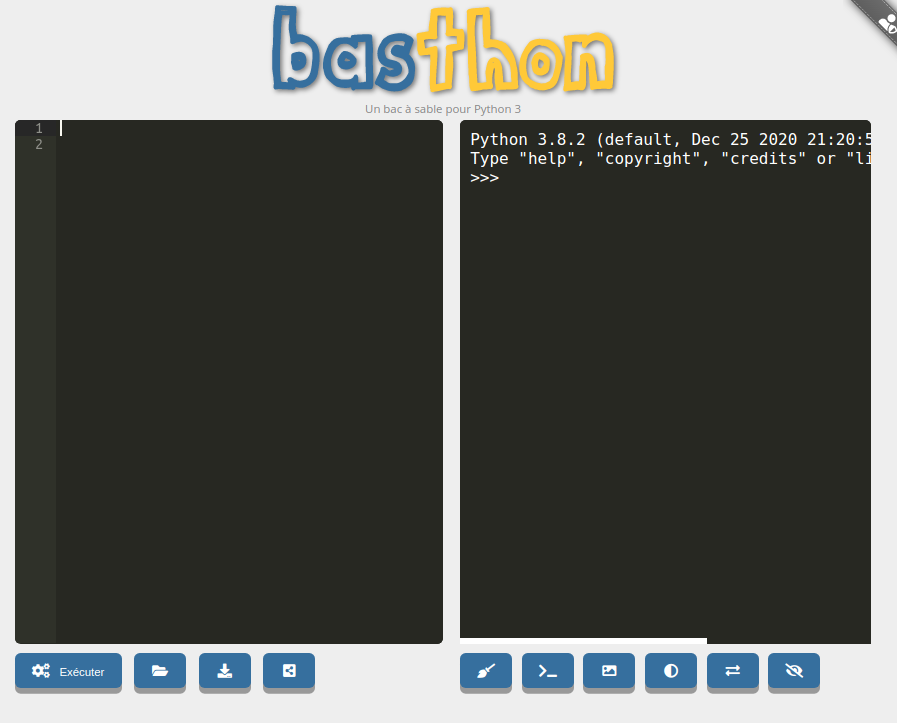 basthon
Un bac à sable pour Python 3
1
2
Python 3.8.2 (default, Dec 25 2020 21:20:5
Type "help", "copyright", "credits" or "li
>>>
Exécuter